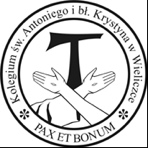 Kolegium św. Antoniego i bł. Krystyna w Wieliczce
PAX ET BONUM